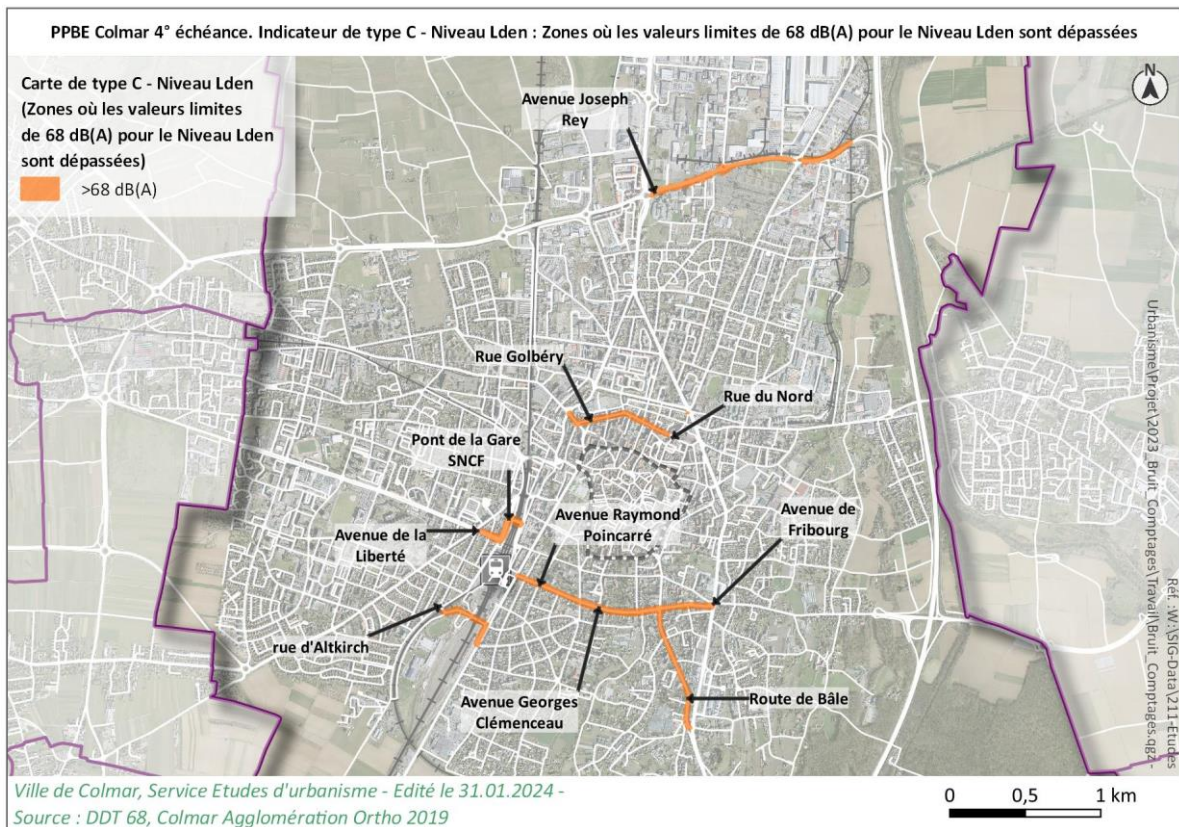 PPBE Colmar 4° échéance. Indicateur de type C - Niveau Lden : Zones où les valeurs limites de 68 dB(A) pour le Niveau Lden sont dépassées
Carte de type C - Niveau Lden
(Zones où les valeurs limites
de 68 dB(A) pour le Niveau Lden
sont dépassées)
>68 dB(A)
N
Avenue Joseph
Rey
Rue Golbéry
Rue du Nord
Pont de la Gare
SNCF
Avenue Raymond
Poincarré
Avenue de
Fribourg
Avenue de la
Liberté
rue d'Altkirch
Avenue Georges
Clémenceau
Route de Bâle
Réf. :W:\SIG-Data\211-Etudes
Urbanisme\Projet\2023_Bruit_Comptages\Travail\Bruit_Comptages.qgz -
Ville de Colmar, Service Etudes d'urbanisme - Edité le 31.01.2024 -
Source : DDT 68, Colmar Agglomération Ortho 2019
0 0,5 1 km